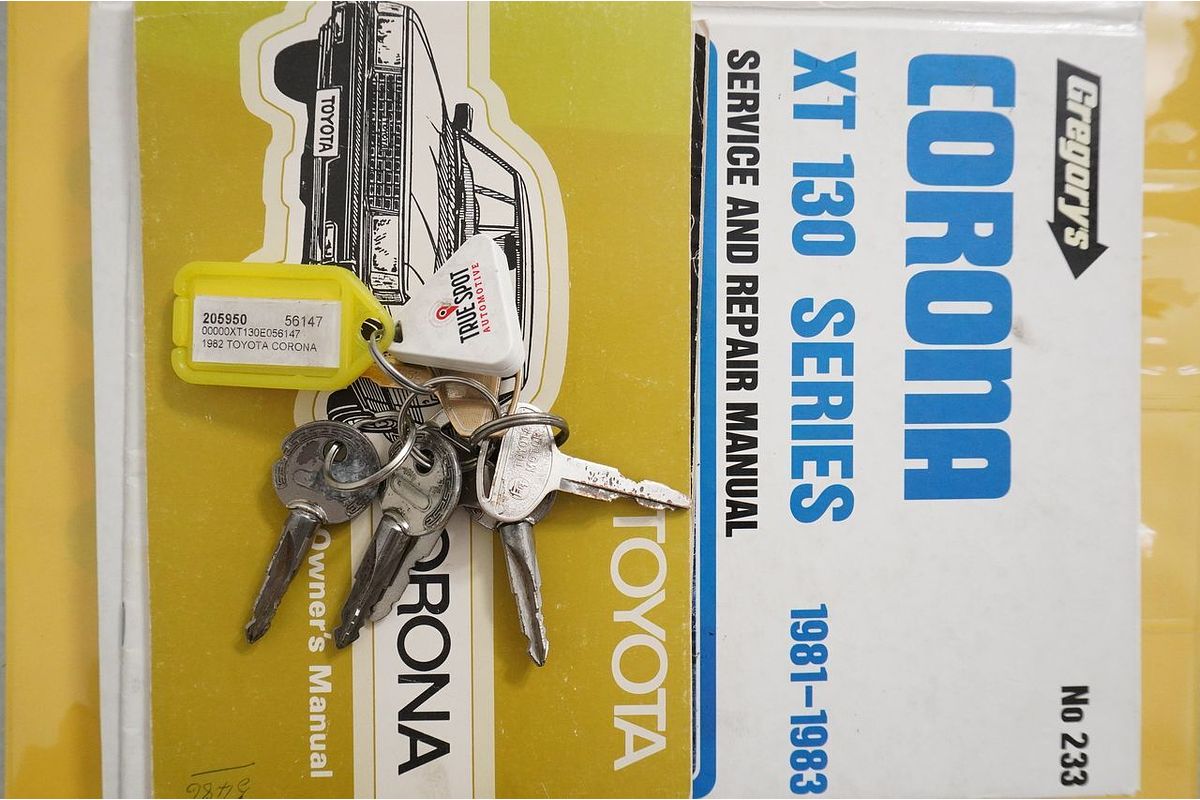 Gregory's
CORONA
XT 130 SERIES 1981–1983
SERVICE AND REPAIR MANUAL
No 233
TOYOTA
CORONA
Owner's Manual
TOYOTA
205950 56147
00000XT130E056147
1982 TOYOTA CORONA
TRUE SPOT
AUTOMOTIVE